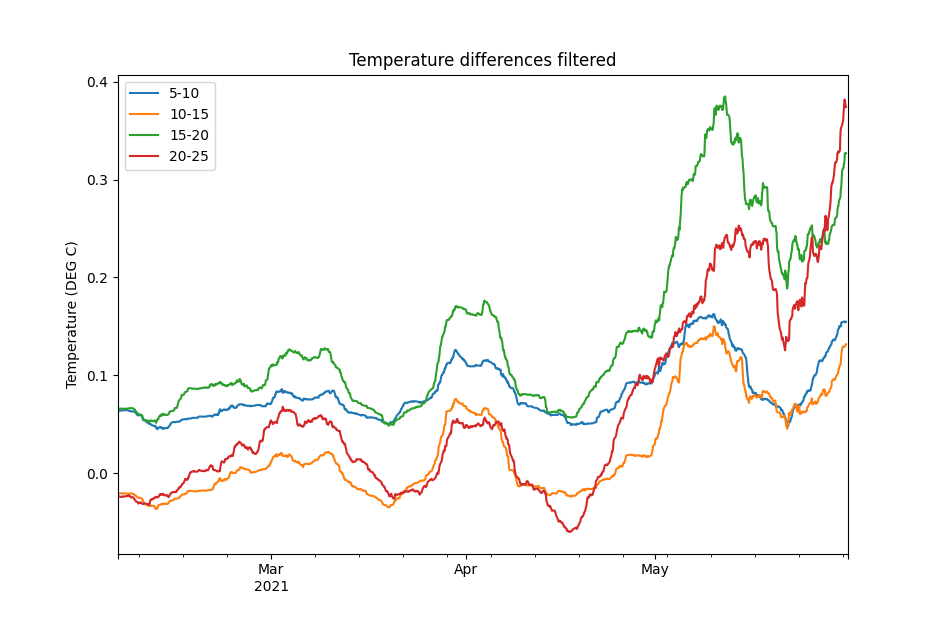 Temperature differences filtered
5-10
10-15
15-20
20-25
Temperature (DEG C)
0.4
0.3
0.2
0.1
0.0
Mar
2021
Apr
May